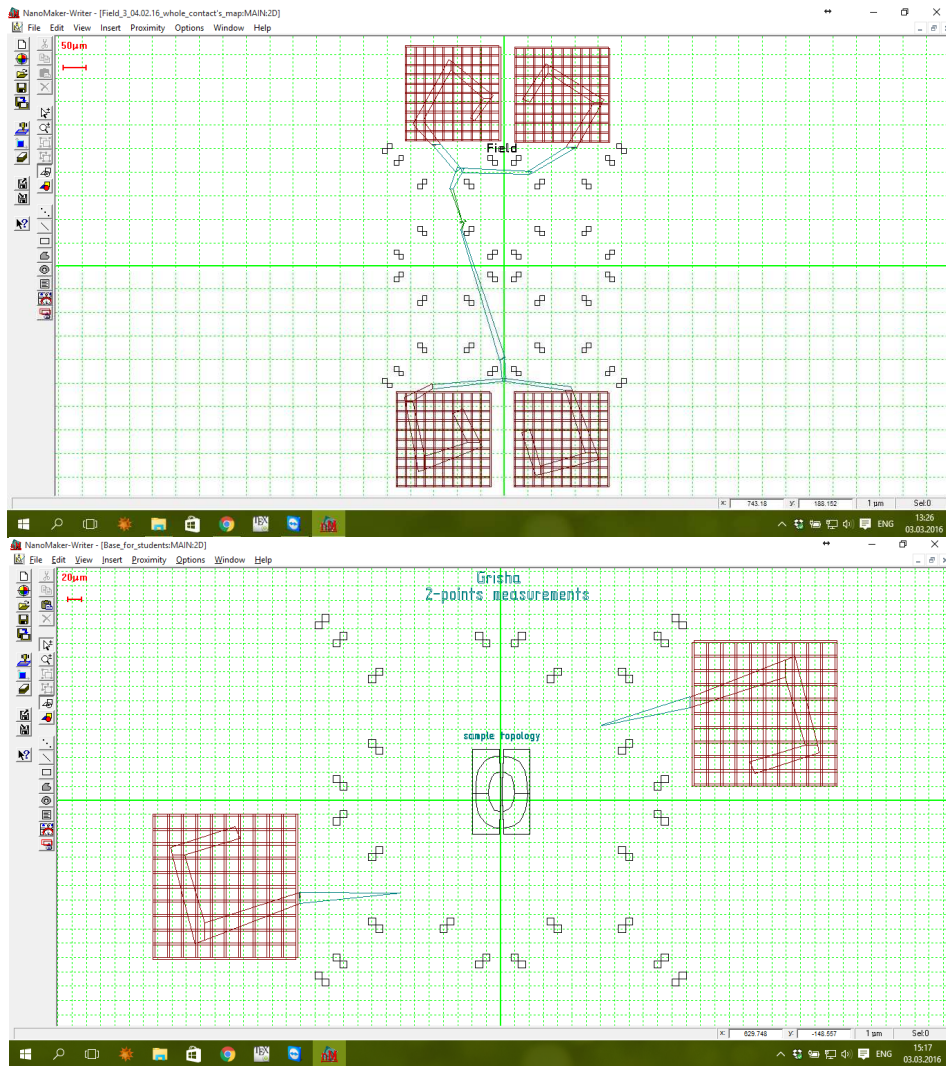 NanoMaker-Writer - [Field_3_04.02.16_whole_contact's_map:MAIN:2D]
File Edit View Insert Proximity Options Window Help
50µm
Field
x: 743.18 y: 188.152 1 µm Sel:0
ENG 13:26
03.03.2016
NanoMaker-Writer - [Base_for_students:MAIN:2D]
File Edit View Insert Proximity Options Window Help
20µm
Grisha
2-points measurements
sample topology
x: 629.748 y: -148.557 1 µm Sel:0
ENG 15:17
03.03.2016